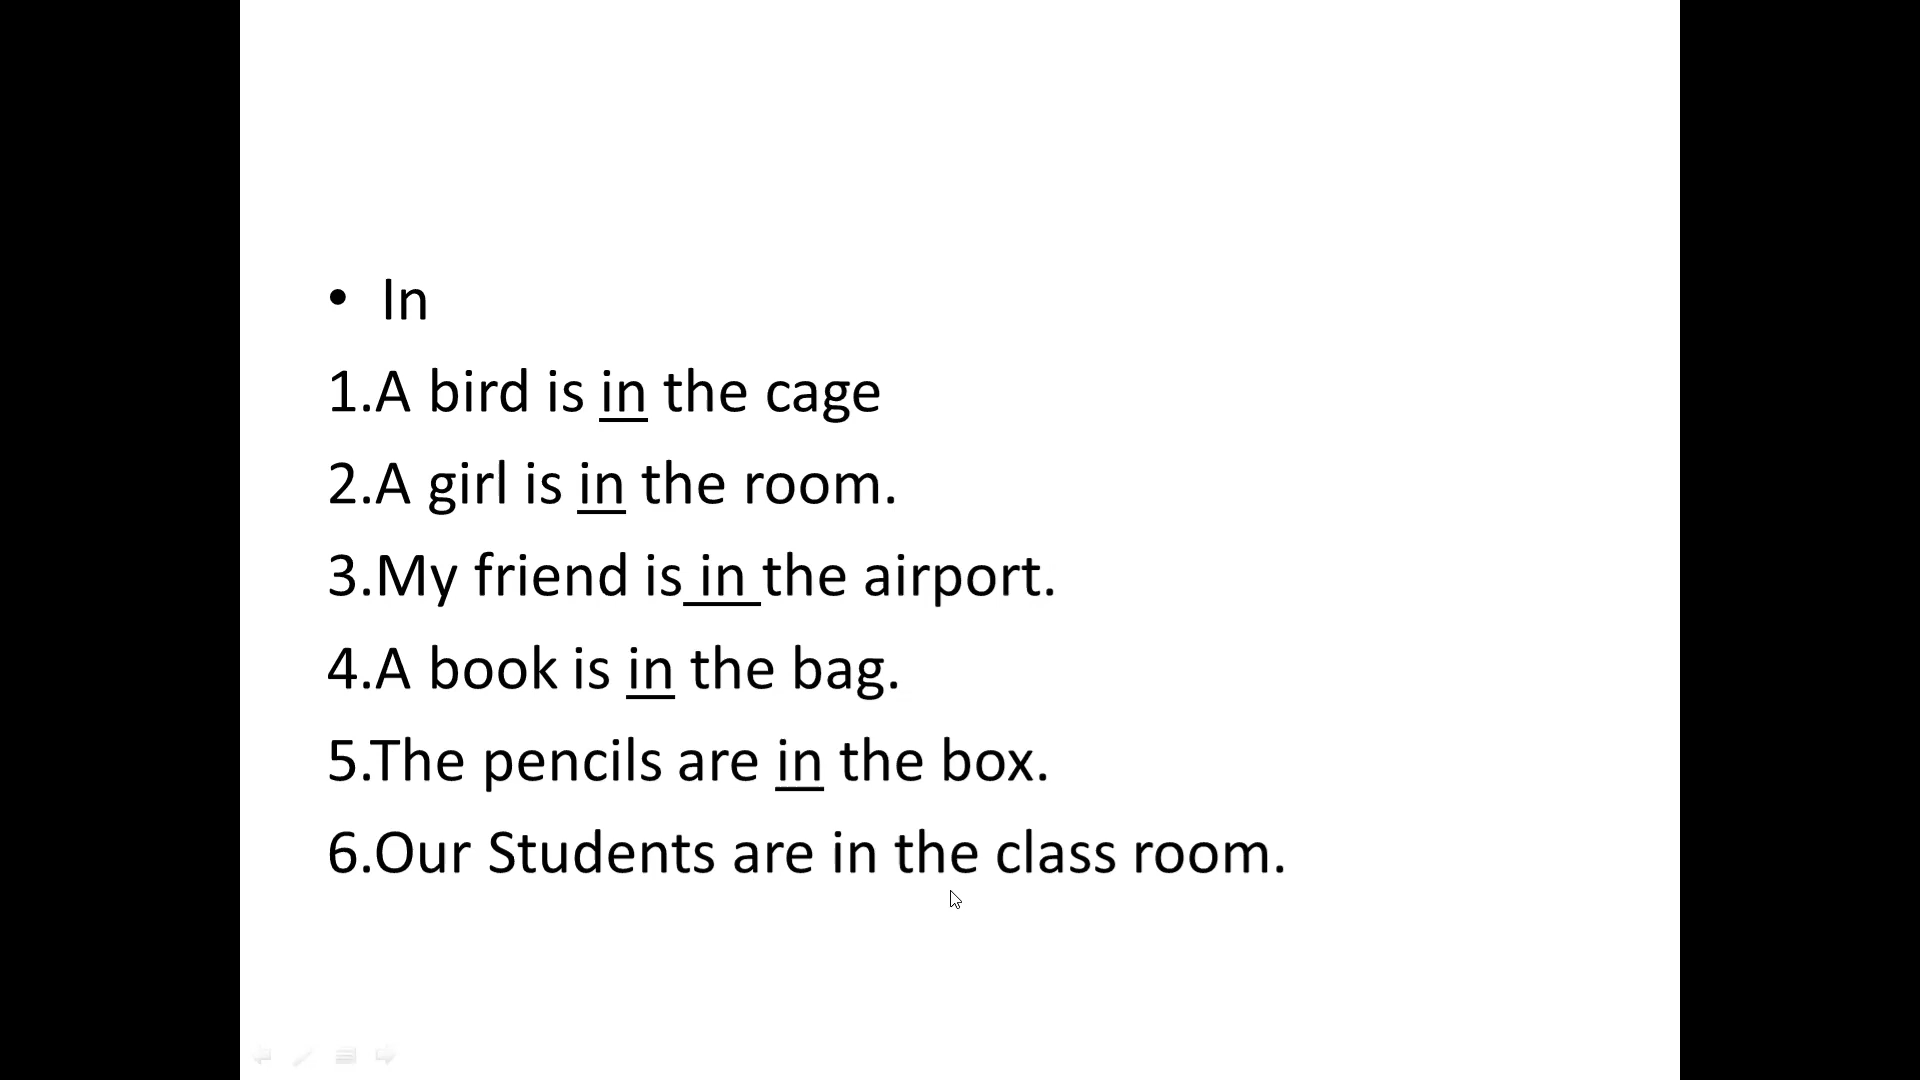 • In
1.A bird is in the cage
2.A girl is in the room.
3.My friend is in the airport.
4.A book is in the bag.
5.The pencils are in the box.
6.Our Students are in the class room.